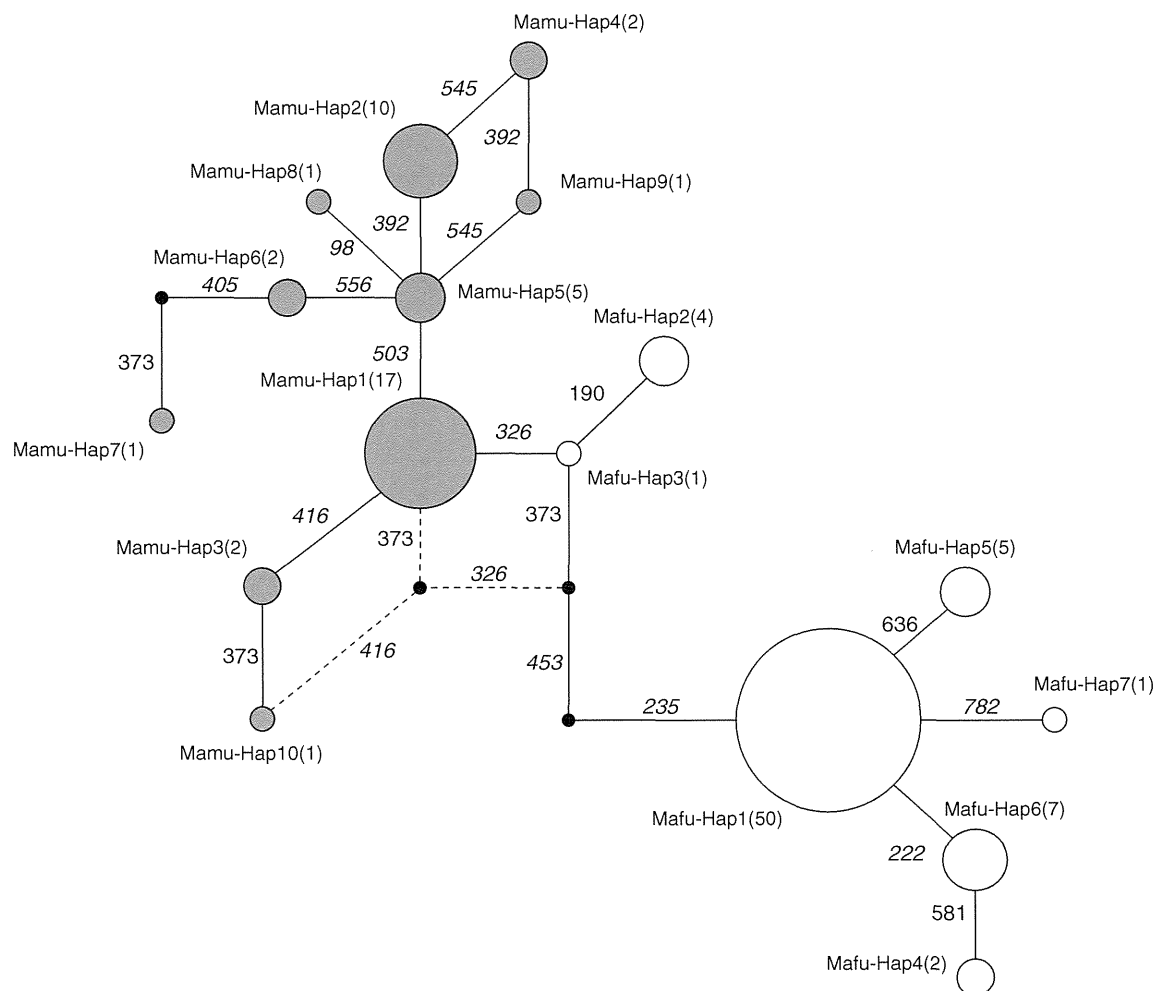 Mamu-Hap4(2)
545
Mamu-Hap2(10)
392
Mamu-Hap8(1)
Mamu-Hap9(1)
392
545
98
Mamu-Hap6(2)
405
556
Mamu-Hap5(5)
Mafu-Hap2(4)
503
373
Mamu-Hap1(17)
190
326
Mamu-Hap7(1)
Mafu-Hap3(1)
416
373
373
Mamu-Hap3(2)
Mafu-Hap5(5)
326
636
416
373
453
Mafu-Hap7(1)
235
782
Mamu-Hap10(1)
Mafu-Hap1(50)
Mafu-Hap6(7)
222
581
Mafu-Hap4(2)